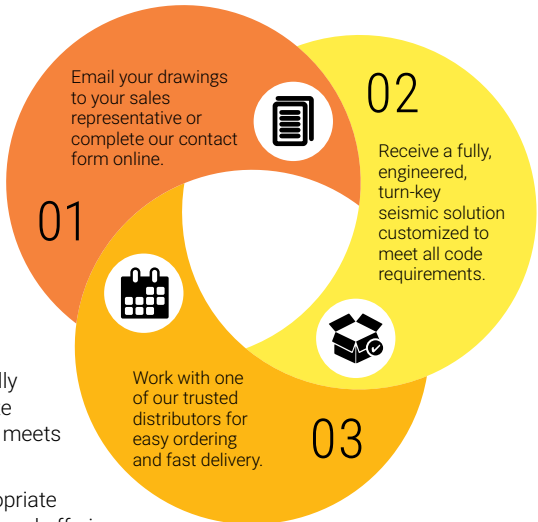 Email your drawings
to your sales
representative or
complete our contact
form online.
01
02
Receive a fully,
engineered,
turn-key
seismic solution
customized to
meet all code
requirements.
Work with one
of our trusted
distributors for
easy ordering
and fast delivery.
03
meets